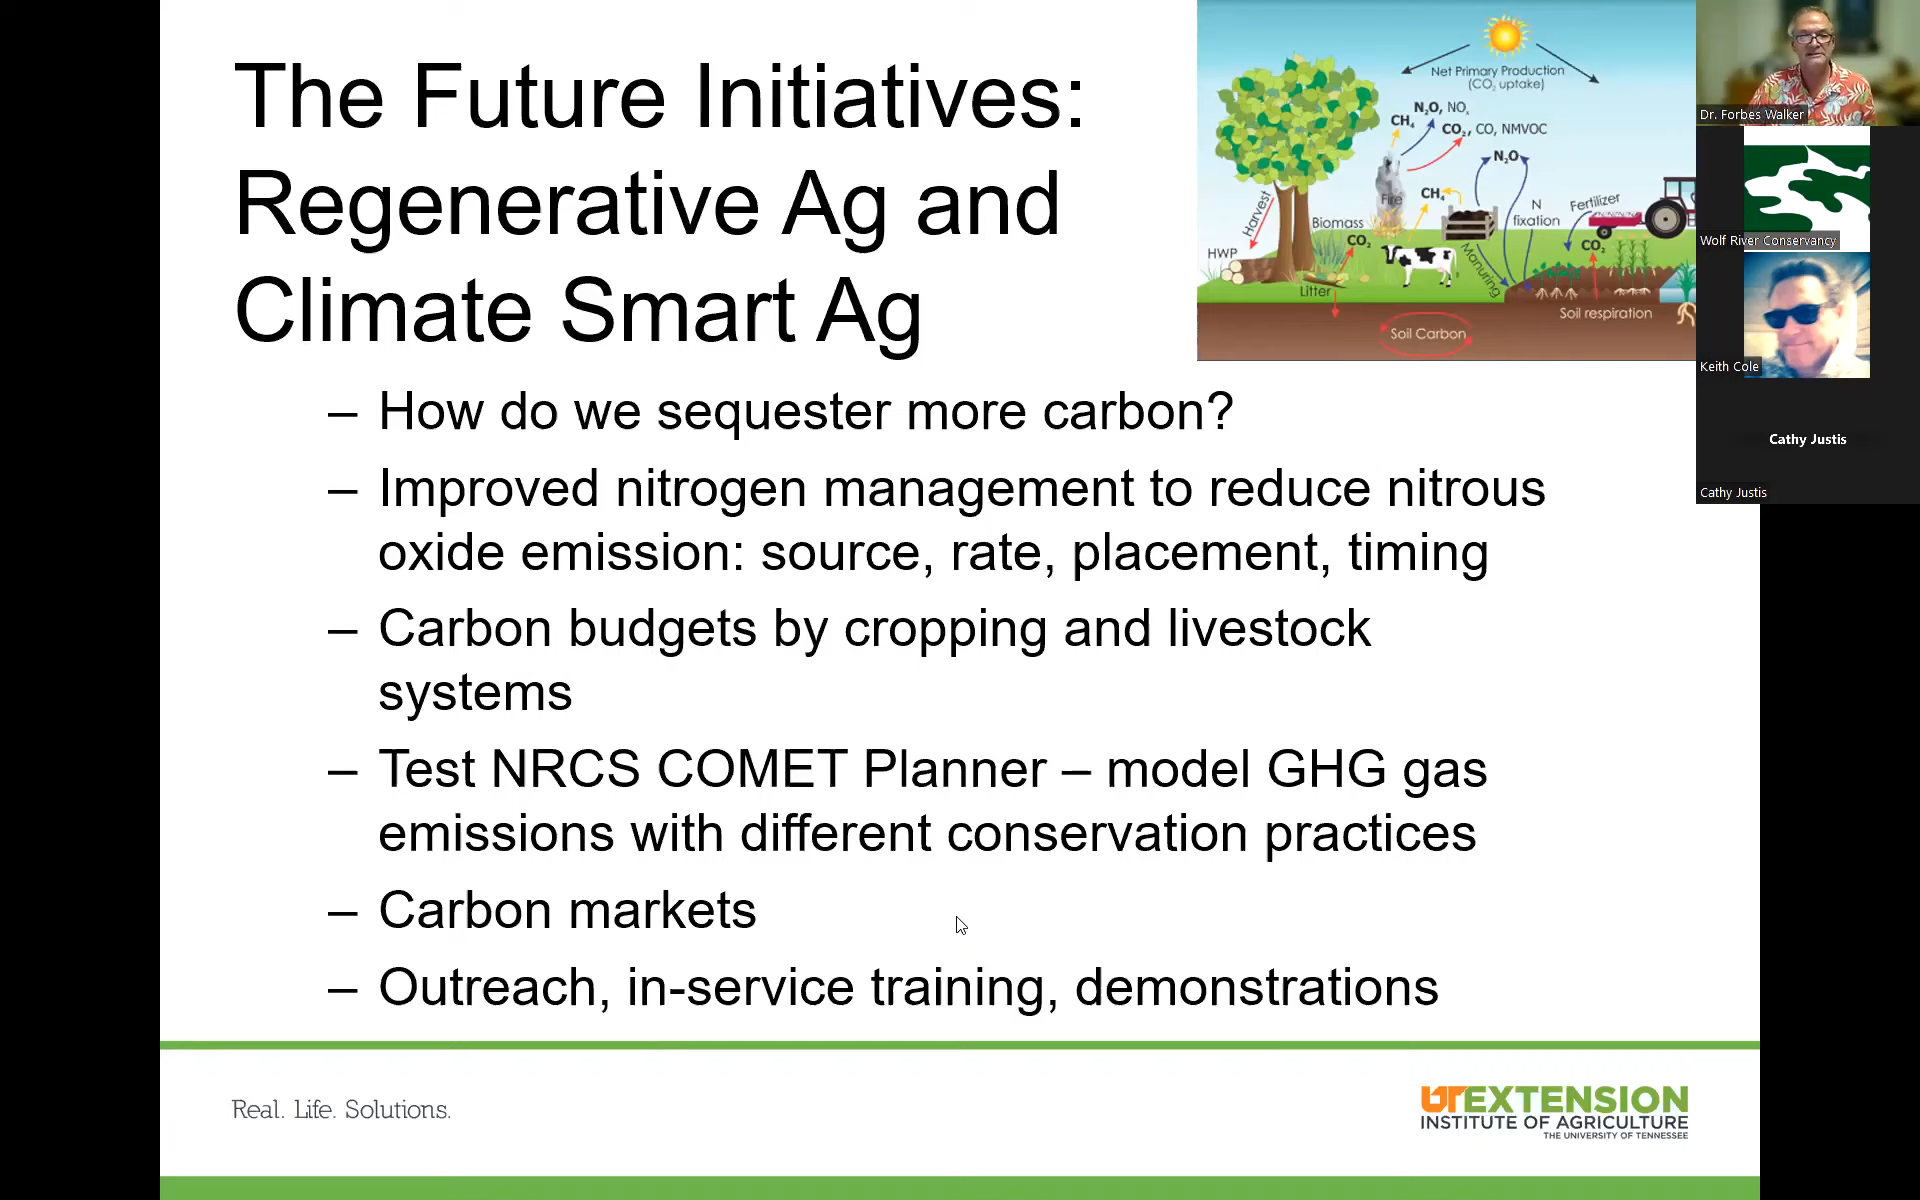 The Future Initiatives:
Regenerative Ag and
Climate Smart Ag
– How do we sequester more carbon?
– Improved nitrogen management to reduce nitrous
oxide emission: source, rate, placement, timing
– Carbon budgets by cropping and livestock
systems
– Test NRCS COMET Planner – model GHG gas
emissions with different conservation practices
– Carbon markets
– Outreach, in-service training, demonstrations
Net Primary Production
(CO₂ uptake)
N₂O, NOₓ
CH₄
CO₂, CO, NMVOC
N₂O
Fire
CH₄
Harvest
Biomass
CO₂
N
fixation
Fertilizer
CO₂
HWP
Litter
Manuring
Soil respiration
Soil Carbon
Dr. Forbes Walker
Wolf River Conservancy
Keith Cole
Cathy Justis
Cathy Justis
Real. Life. Solutions.
UT EXTENSION
INSTITUTE OF AGRICULTURE
THE UNIVERSITY OF TENNESSEE